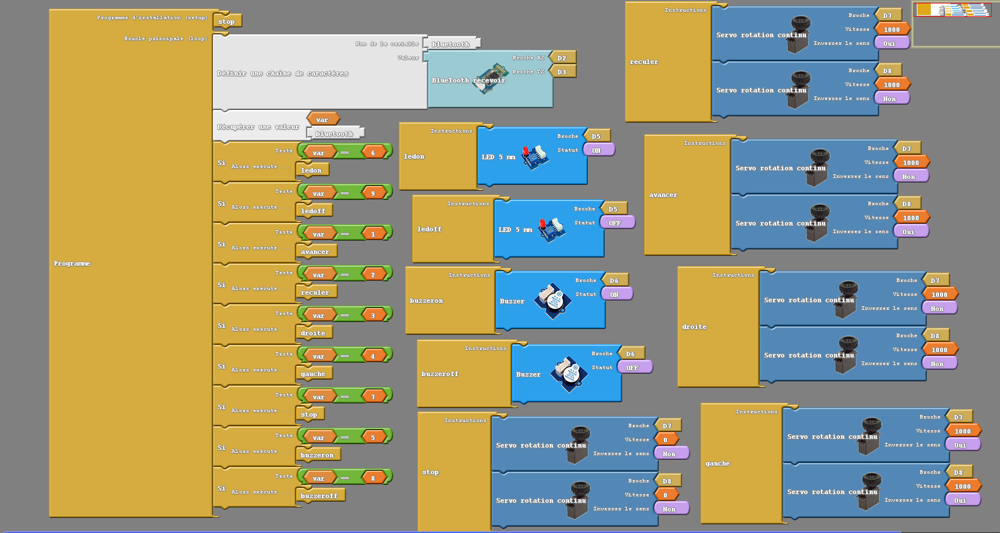 Programme
Programme d'installation (setup)
stop
Boucle principale (loop)
Définir une chaîne de caractères
Nom de la variable
bluetooth
Valeur
BlueTooth recevoir
Broche RX
D2
Broche TX
D3
Récupérer une valeur
var
bluetooth
Si
Teste
var == 6
Alors exécute ...
ledon
Si
Teste
var == 9
Alors exécute ...
ledoff
Si
Teste
var == 1
Alors exécute ...
avancer
Si
Teste
var == 2
Alors exécute ...
reculer
Si
Teste
var == 3
Alors exécute ...
droite
Si
Teste
var == 4
Alors exécute ...
gauche
Si
Teste
var == 7
Alors exécute ...
stop
Si
Teste
var == 5
Alors exécute ...
buzzeron
Si
Teste
var == 8
Alors exécute ...
buzzeroff
ledon
Instructions
LED 5 mm
Broche D5
Statut ON
ledoff
Instructions
LED 5 mm
Broche D5
Statut OFF
buzzeron
Instructions
Buzzer
Broche D6
Statut ON
buzzeroff
Instructions
Buzzer
Broche D6
Statut OFF
stop
Instructions
Servo rotation continu
Broche D7
Vitesse 0
Inverser le sens Non
Servo rotation continu
Broche D8
Vitesse 0
Inverser le sens Non
reculer
Instructions
Servo rotation continu
Broche D7
Vitesse 1000
Inverser le sens Oui
Servo rotation continu
Broche D8
Vitesse 1000
Inverser le sens Non
avancer
Instructions
Servo rotation continu
Broche D7
Vitesse 1000
Inverser le sens Non
Servo rotation continu
Broche D8
Vitesse 1000
Inverser le sens Oui
droite
Instructions
Servo rotation continu
Broche D7
Vitesse 1000
Inverser le sens Non
Servo rotation continu
Broche D8
Vitesse 1000
Inverser le sens Non
gauche
Instructions
Servo rotation continu
Broche D7
Vitesse 1000
Inverser le sens Oui
Servo rotation continu
Broche D8
Vitesse 1000
Inverser le sens Oui